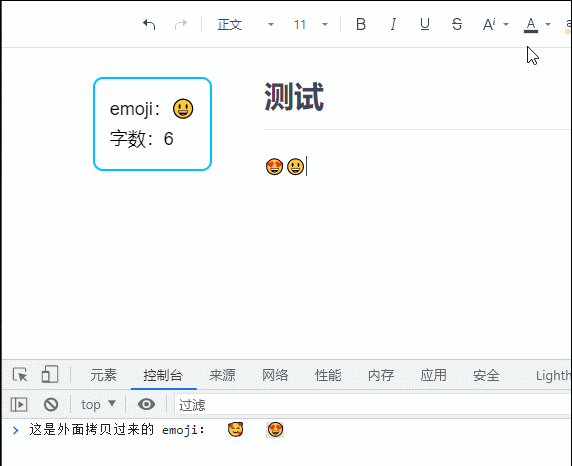 正文 11 B I U S Aⁱ A a
emoji：😃
字数：6
测试
😍😃
元素 控制台 来源 网络 性能 内存 应用 安全 Lighth
top 过滤
这是外面拷贝过来的 emoji： 🥰 😍